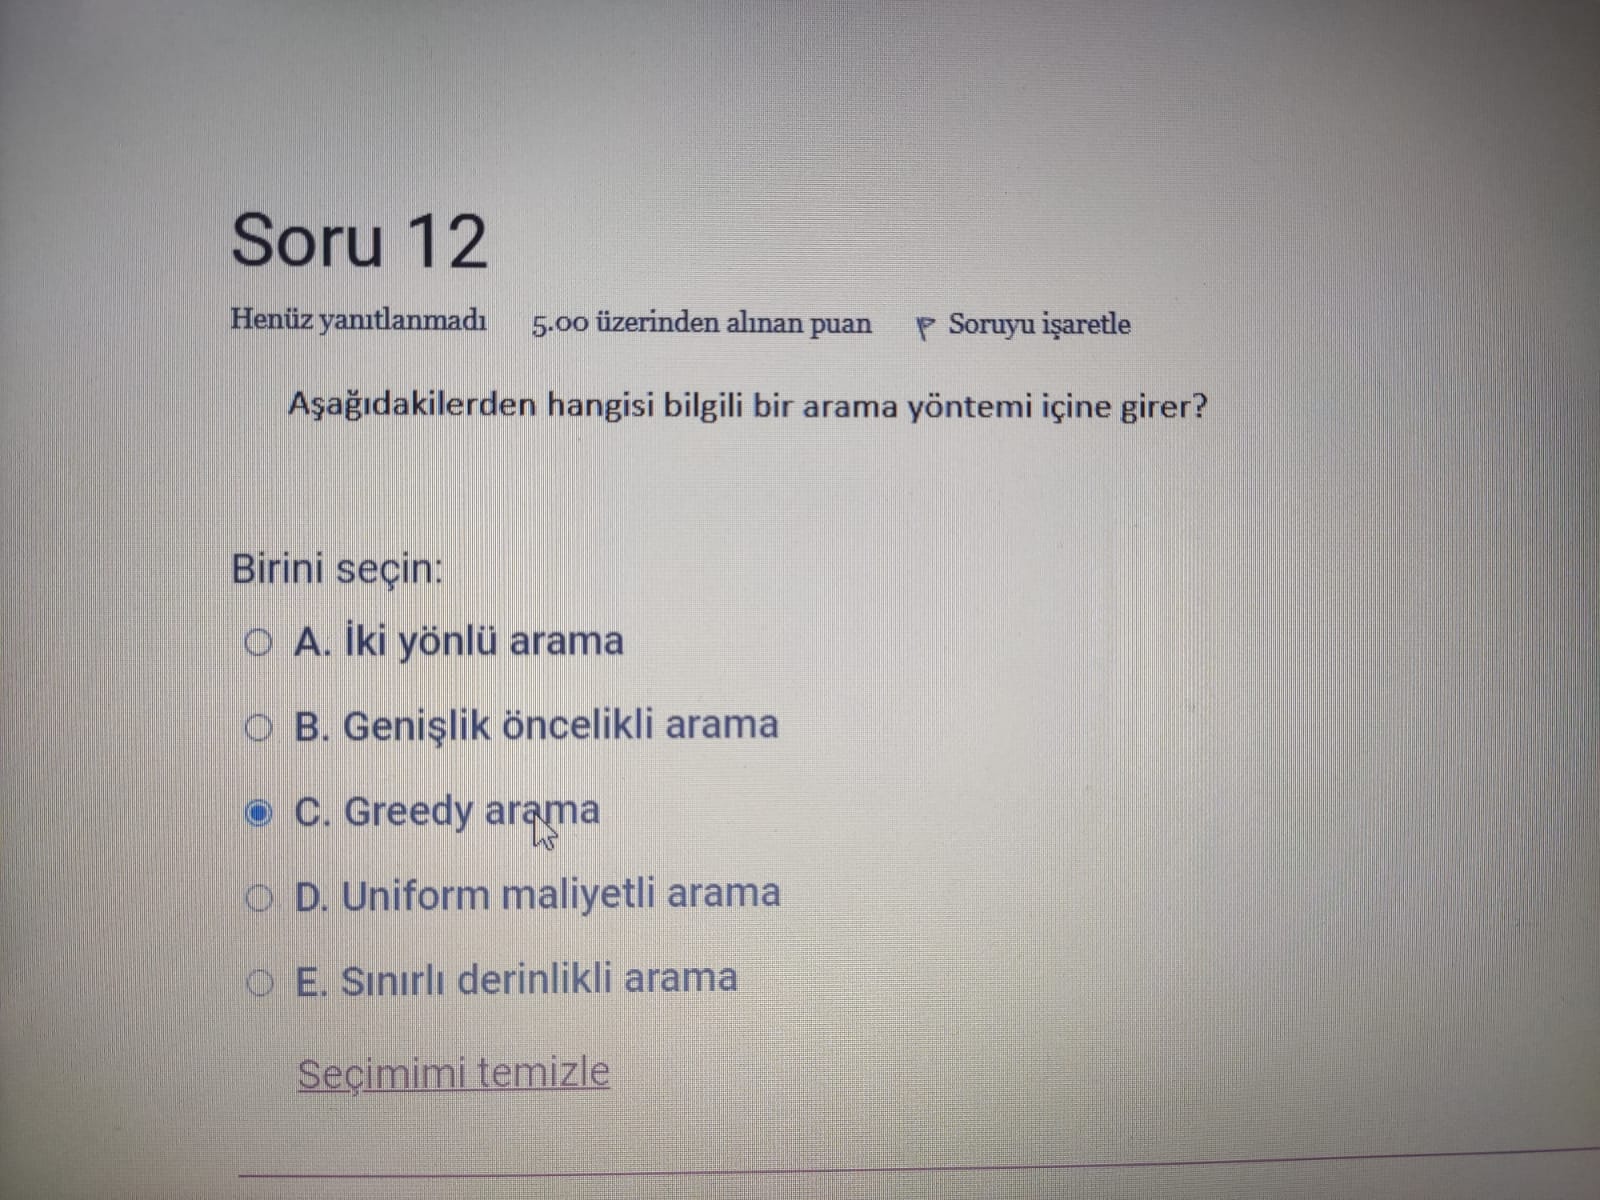 Soru 12
Henüz yanıtlanmadı 5.00 üzerinden alınan puan Soruyu işaretle
Aşağıdakilerden hangisi bilgili bir arama yöntemi içine girer?
Birini seçin:
A. İki yönlü arama
B. Genişlik öncelikli arama
C. Greedy arama
D. Uniform maliyetli arama
E. Sınırlı derinlikli arama
Seçimimi temizle